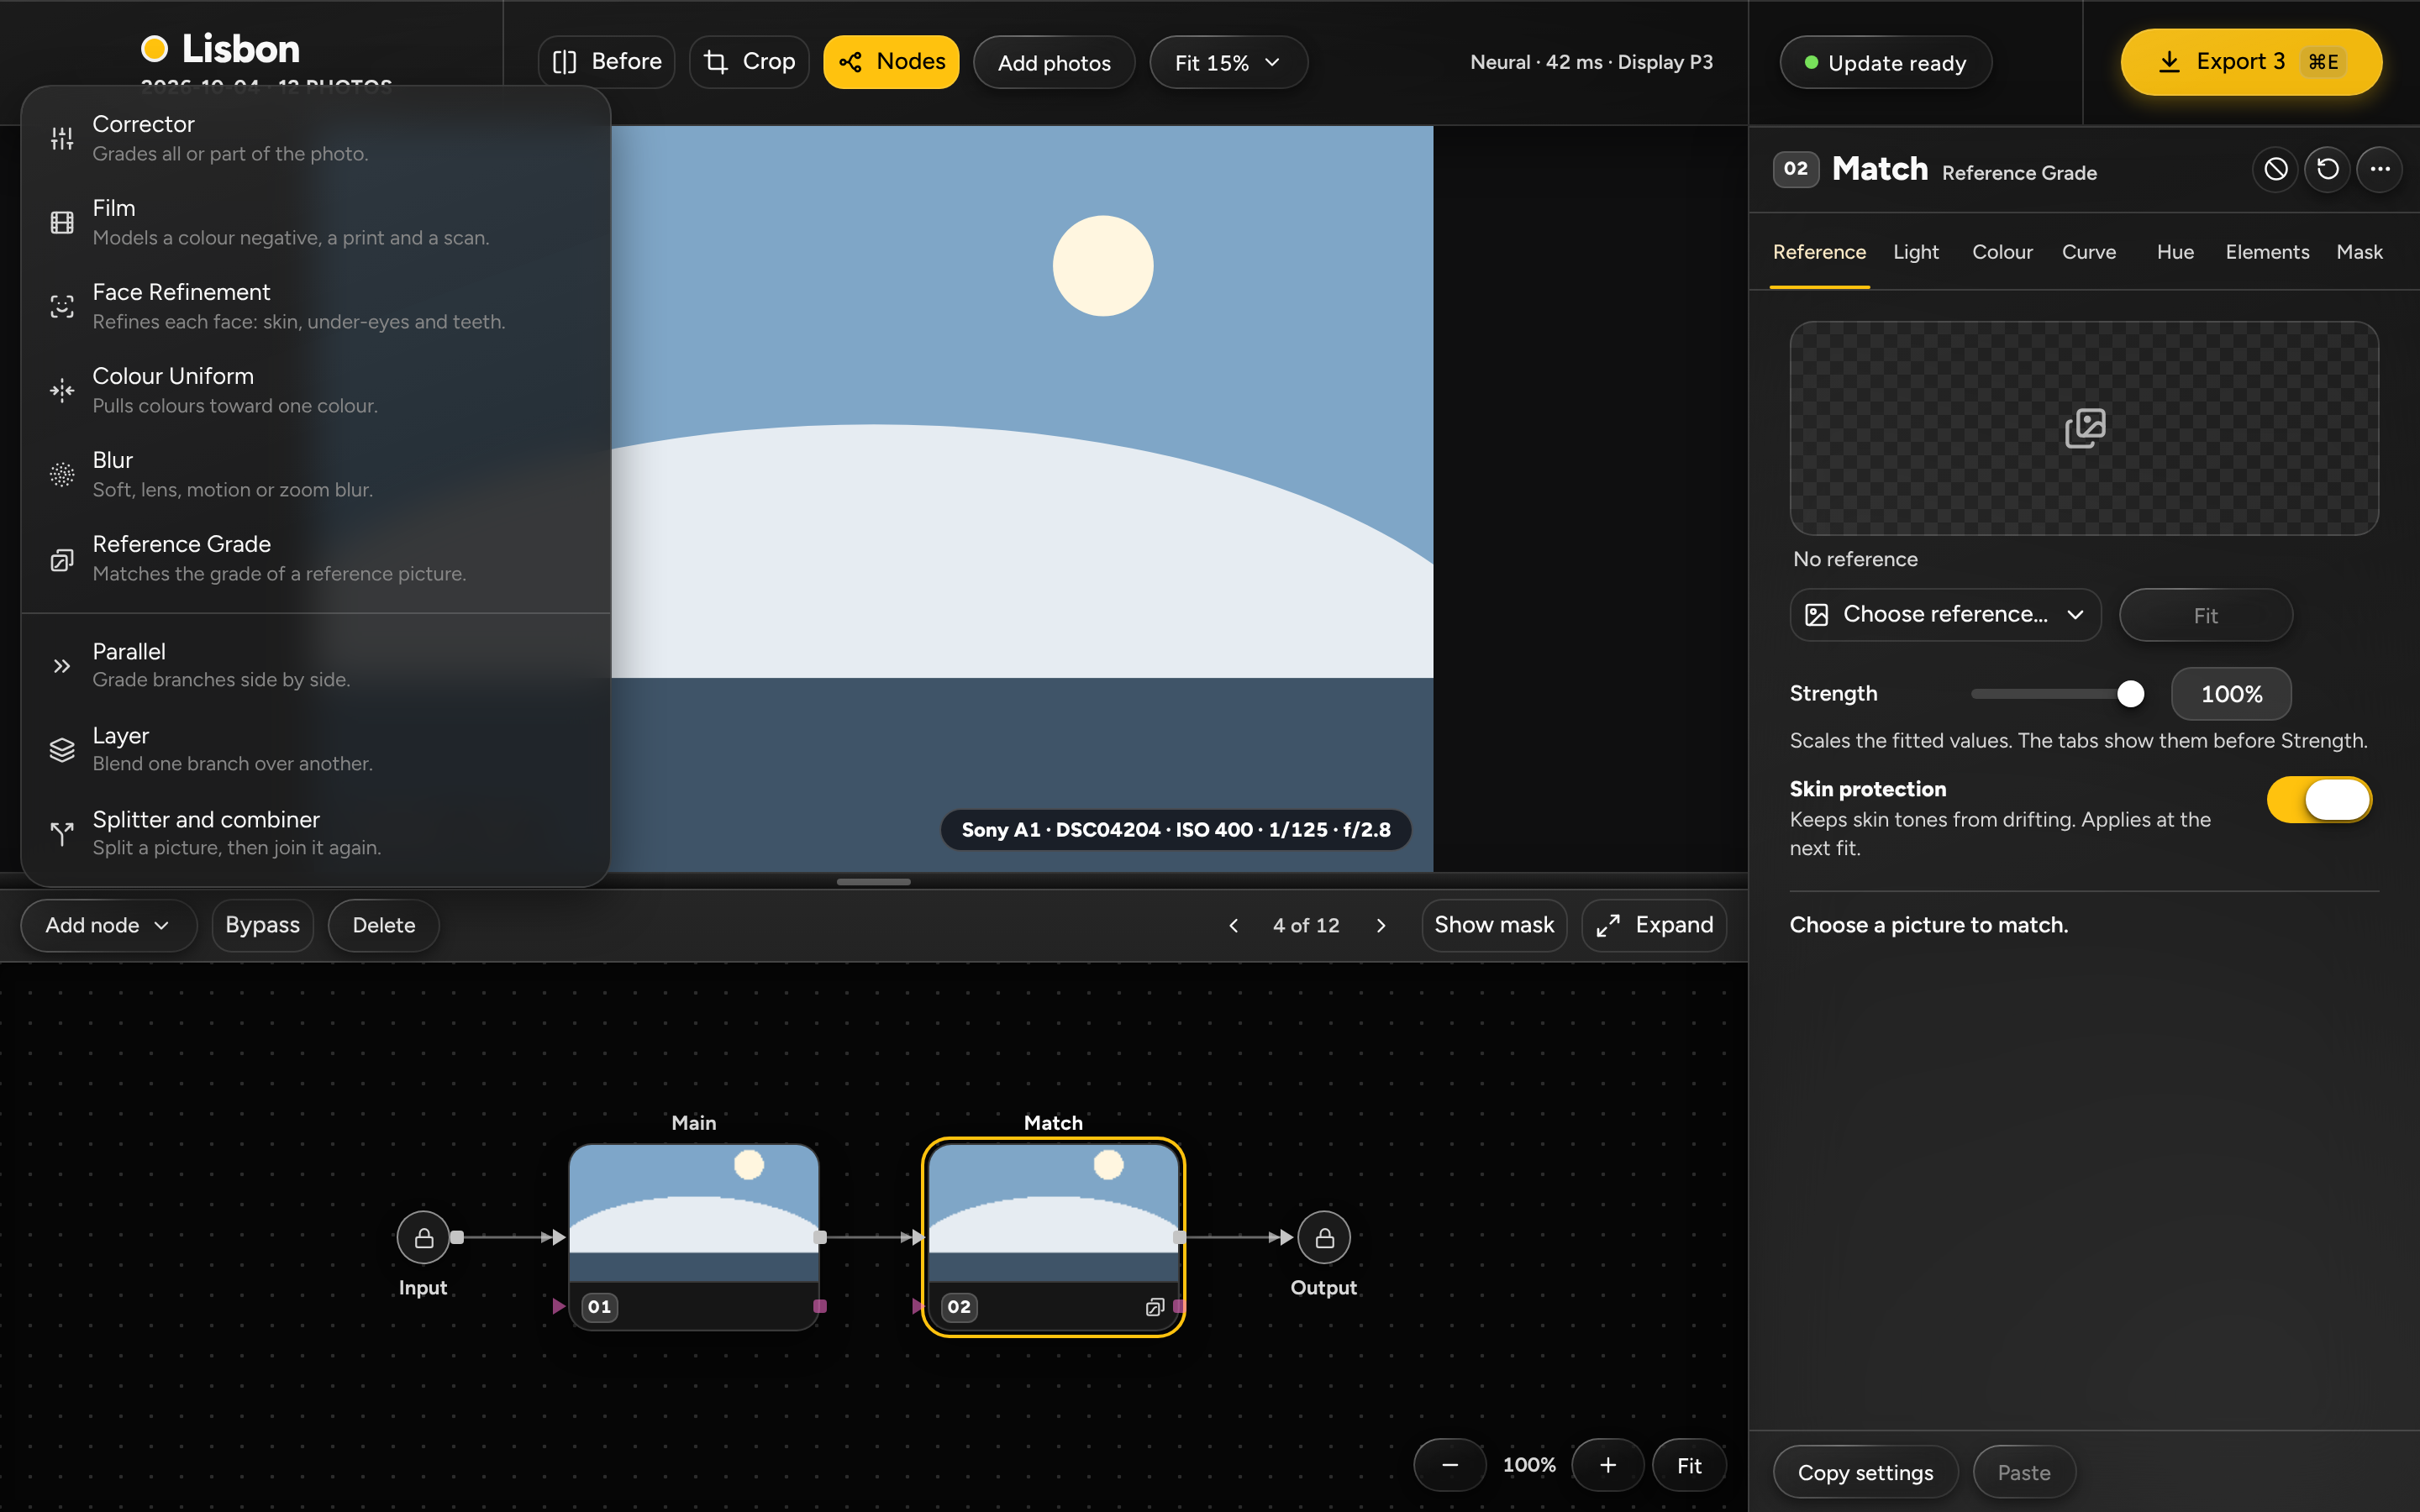 Lisbon
2026-10-04 · 12 PHOTOS
Before
Crop
Nodes
Add photos
Fit 15%
Neural · 42 ms · Display P3
Update ready
Export 3 ⌘E
Corrector
Grades all or part of the photo.
Film
Models a colour negative, a print and a scan.
Face Refinement
Refines each face: skin, under-eyes and teeth.
Colour Uniform
Pulls colours toward one colour.
Blur
Soft, lens, motion or zoom blur.
Reference Grade
Matches the grade of a reference picture.
Parallel
Grade branches side by side.
Layer
Blend one branch over another.
Splitter and combiner
Split a picture, then join it again.
Sony A1 · DSC04204 · ISO 400 · 1/125 · f/2.8
02 Match Reference Grade
Reference Light Colour Curve Hue Elements Mask
No reference
Choose reference...
Fit
Strength
100%
Scales the fitted values. The tabs show them before Strength.
Skin protection
Keeps skin tones from drifting. Applies at the
next fit.
Choose a picture to match.
Add node
Bypass
Delete
4 of 12
Show mask
Expand
Main
Match
Input
01
02
Output
100%
Fit
Copy settings
Paste